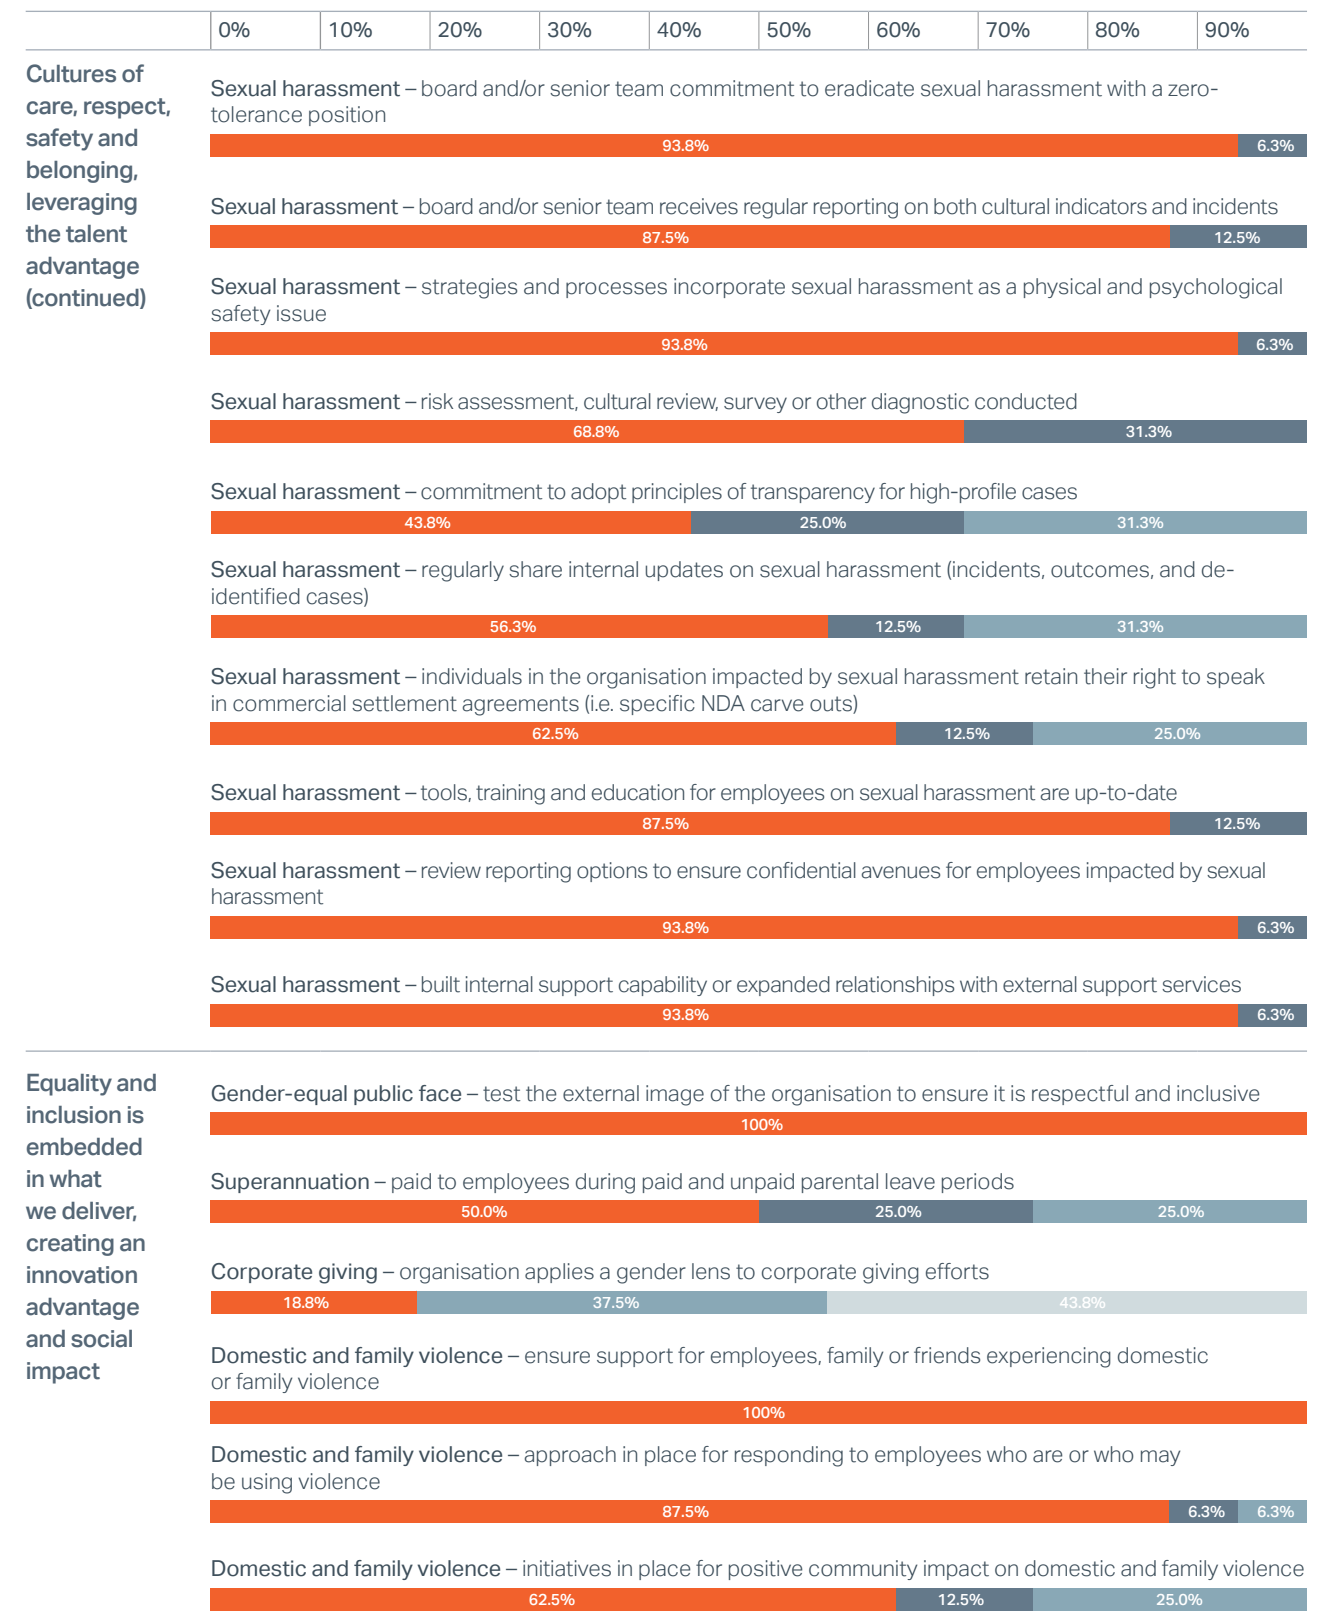 0% 10% 20% 30% 40% 50% 60% 70% 80% 90%
Cultures of
care, respect,
safety and
belonging,
leveraging
the talent
advantage
(continued)
Sexual harassment – board and/or senior team commitment to eradicate sexual harassment with a zero-
tolerance position
93.8% 6.3%
Sexual harassment – board and/or senior team receives regular reporting on both cultural indicators and incidents
87.5% 12.5%
Sexual harassment – strategies and processes incorporate sexual harassment as a physical and psychological
safety issue
93.8% 6.3%
Sexual harassment – risk assessment, cultural review, survey or other diagnostic conducted
68.8% 31.3%
Sexual harassment – commitment to adopt principles of transparency for high-profile cases
43.8% 25.0% 31.3%
Sexual harassment – regularly share internal updates on sexual harassment (incidents, outcomes, and de-
identified cases)
56.3% 12.5% 31.3%
Sexual harassment – individuals in the organisation impacted by sexual harassment retain their right to speak
in commercial settlement agreements (i.e. specific NDA carve outs)
62.5% 12.5% 25.0%
Sexual harassment – tools, training and education for employees on sexual harassment are up-to-date
87.5% 12.5%
Sexual harassment – review reporting options to ensure confidential avenues for employees impacted by sexual
harassment
93.8% 6.3%
Sexual harassment – built internal support capability or expanded relationships with external support services
93.8% 6.3%
Equality and
inclusion is
embedded
in what
we deliver,
creating an
innovation
advantage
and social
impact
Gender-equal public face – test the external image of the organisation to ensure it is respectful and inclusive
100%
Superannuation – paid to employees during paid and unpaid parental leave periods
50.0% 25.0% 25.0%
Corporate giving – organisation applies a gender lens to corporate giving efforts
18.8% 37.5% 43.8%
Domestic and family violence – ensure support for employees, family or friends experiencing domestic
or family violence
100%
Domestic and family violence – approach in place for responding to employees who are or who may
be using violence
87.5% 6.3% 6.3%
Domestic and family violence – initiatives in place for positive community impact on domestic and family violence
62.5% 12.5% 25.0%